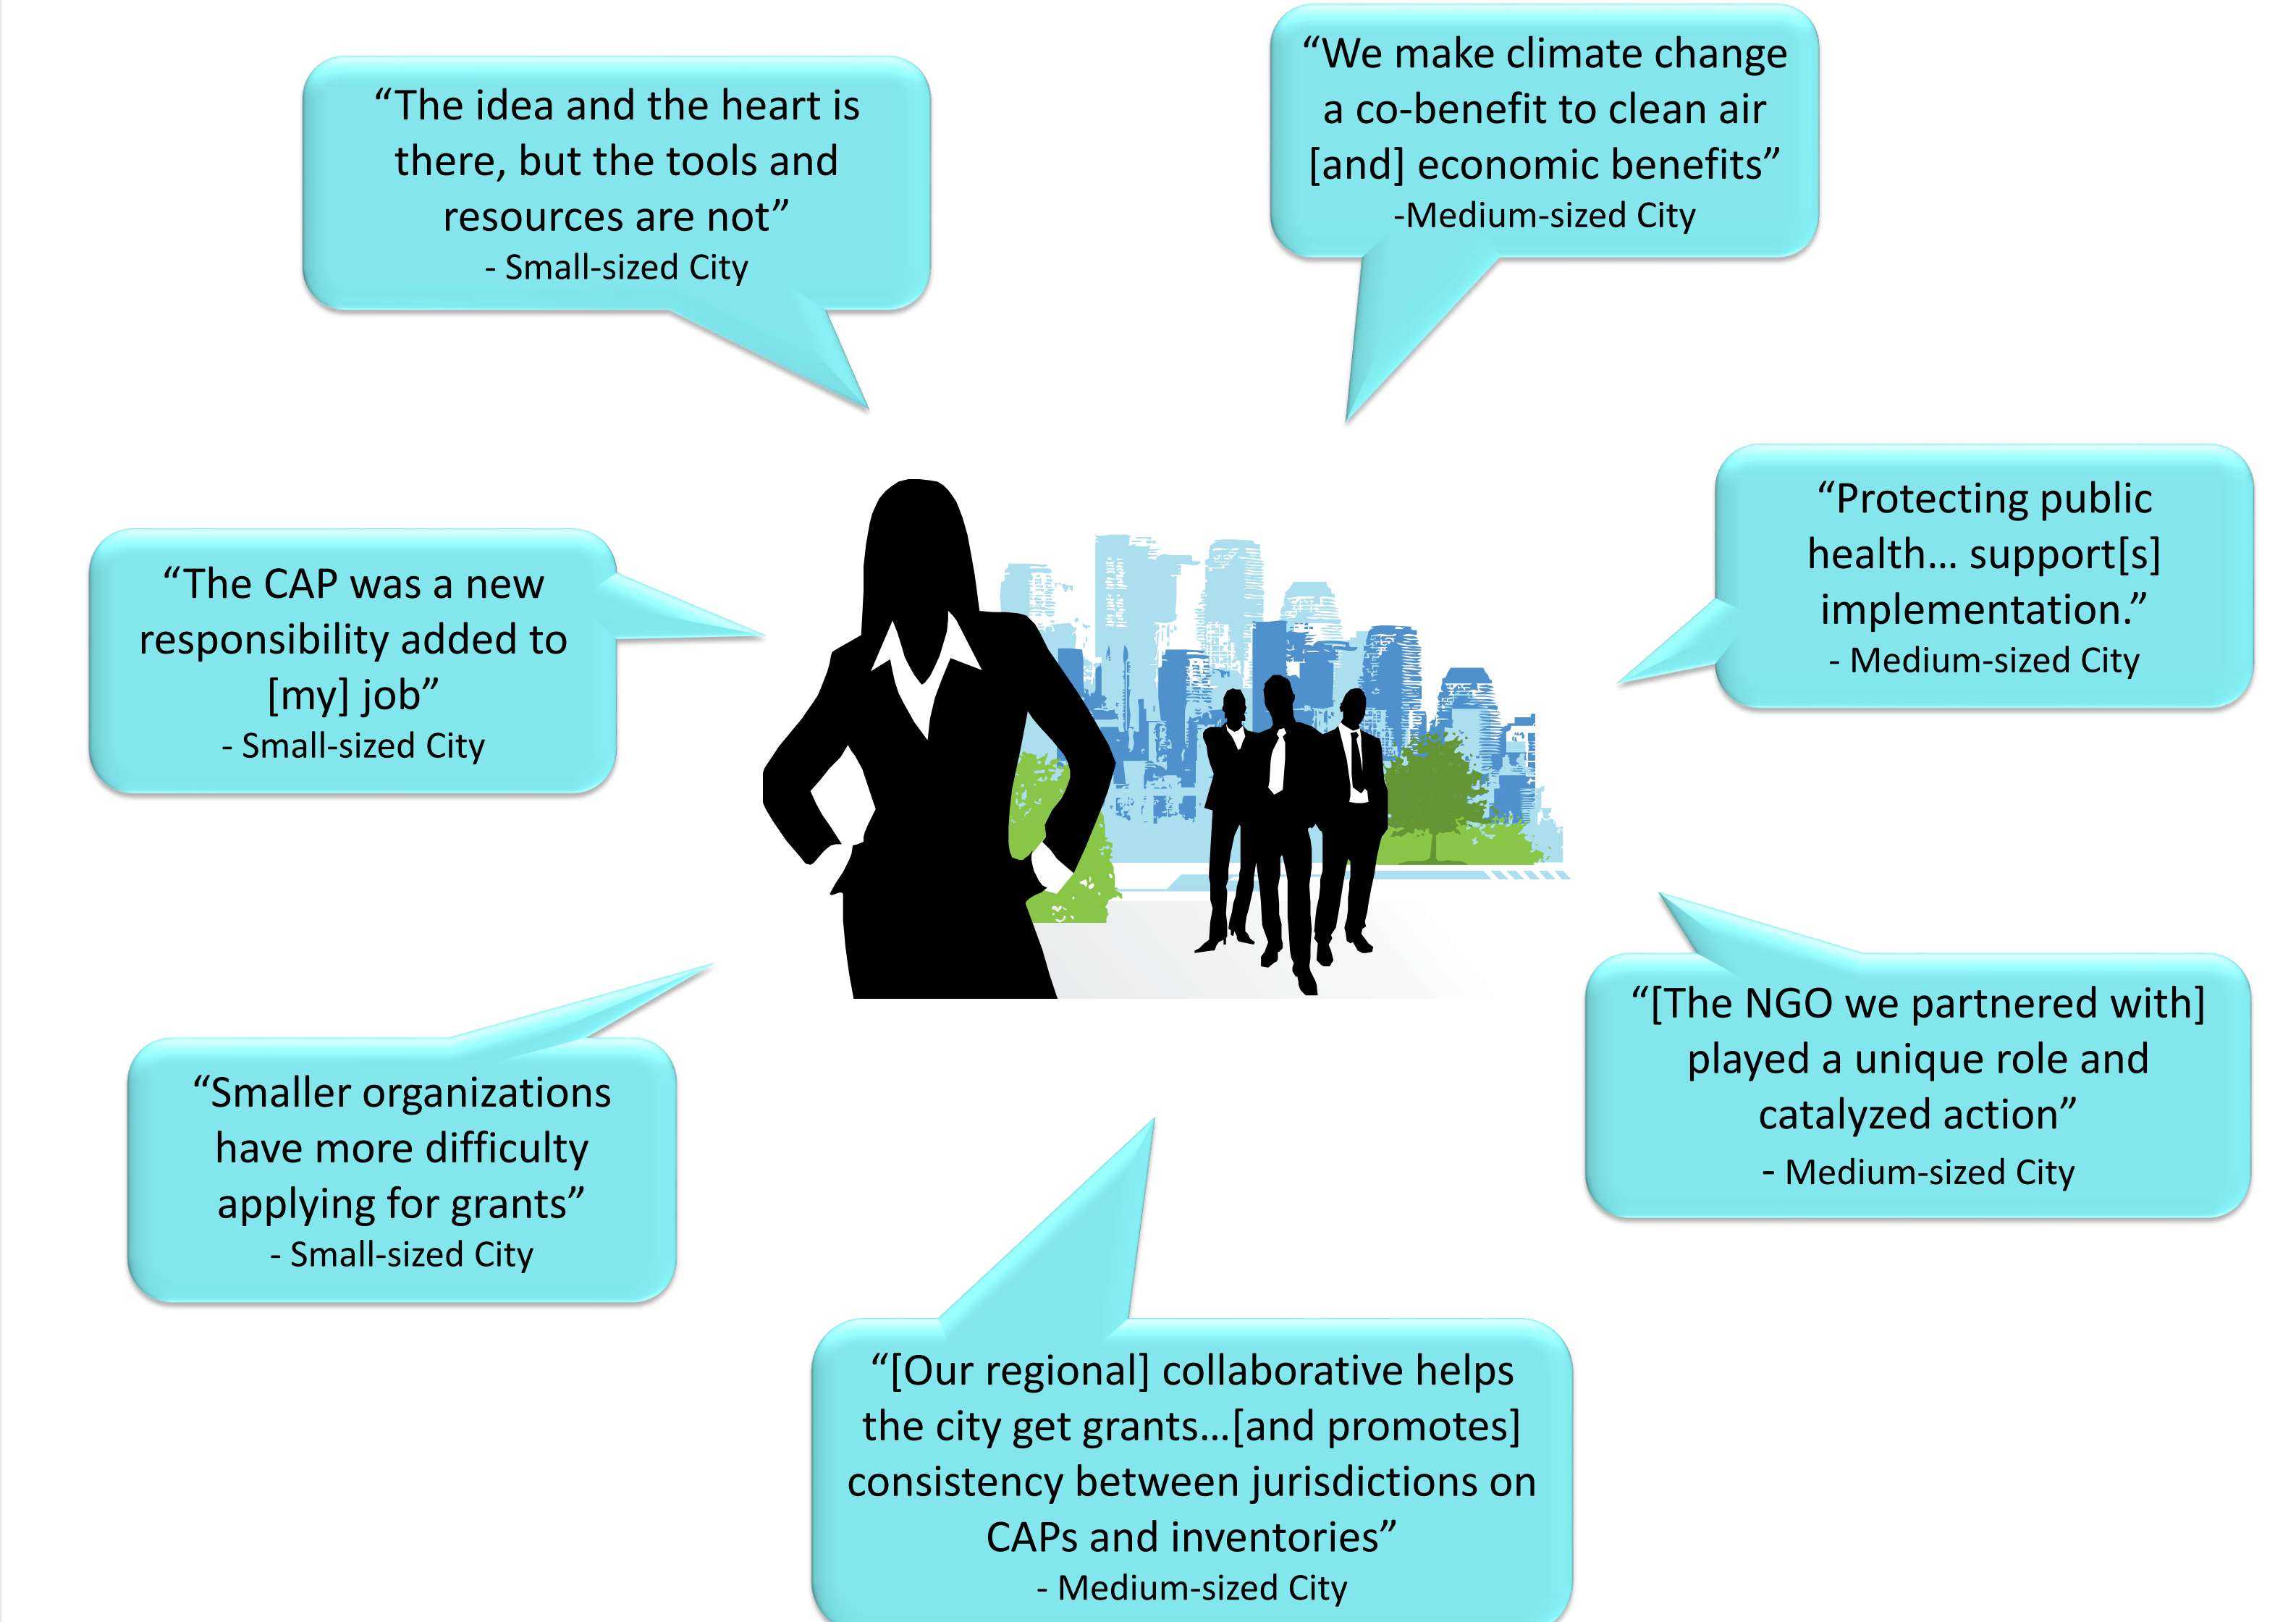 “The idea and the heart is
there, but the tools and
resources are not”
- Small-sized City
“We make climate change
a co-benefit to clean air
[and] economic benefits”
-Medium-sized City
“The CAP was a new
responsibility added to
[my] job”
- Small-sized City
“Protecting public
health... support[s]
implementation.”
- Medium-sized City
“Smaller organizations
have more difficulty
applying for grants”
- Small-sized City
“[The NGO we partnered with]
played a unique role and
catalyzed action”
- Medium-sized City
“[Our regional] collaborative helps
the city get grants...[and promotes]
consistency between jurisdictions on
CAPs and inventories”
- Medium-sized City